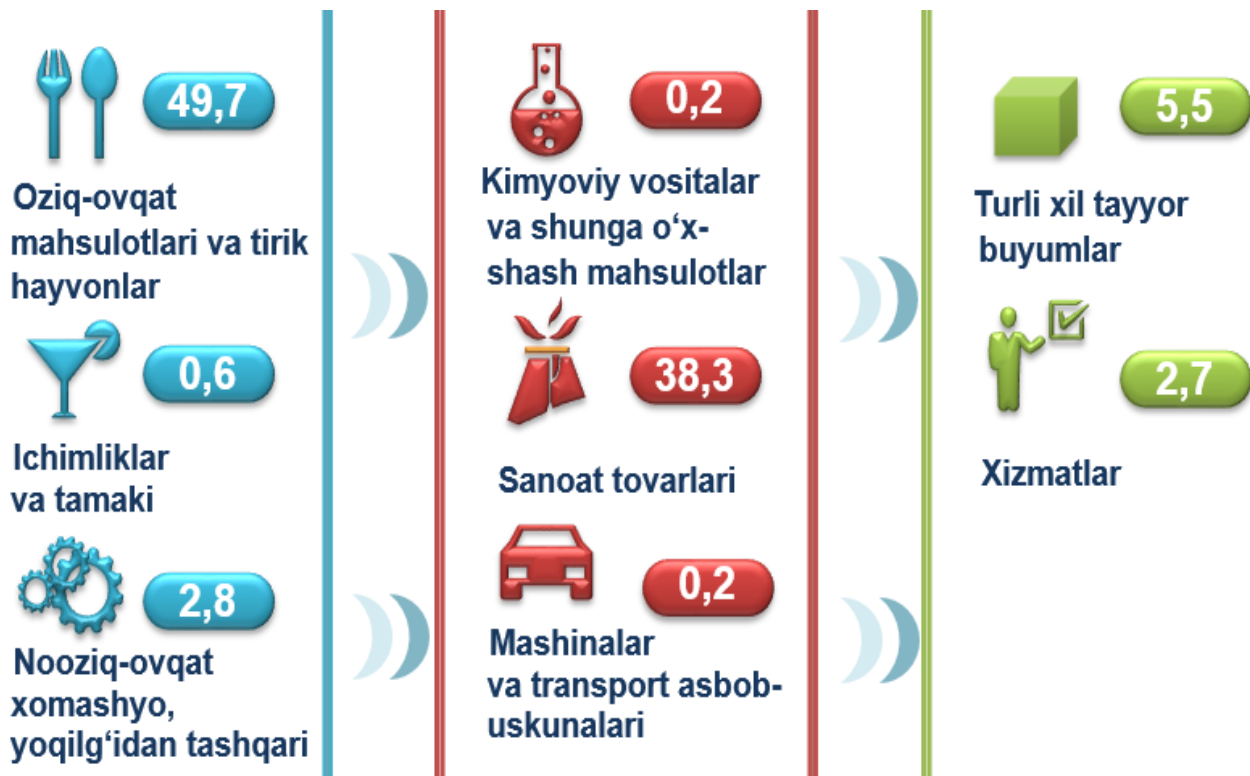 49,7
Oziq-ovqat
mahsulotlari va tirik
hayvonlar
0,6
Ichimliklar
va tamaki
2,8
Nooziq-ovqat
xomashyo,
yoqilg‘idan tashqari
0,2
Kimyoviy vositalar
va shunga o‘x-
shash mahsulotlar
38,3
Sanoat tovarlari
0,2
Mashinalar
va transport asbob-
uskunalari
5,5
Turli xil tayyor
buyumlar
2,7
Xizmatlar